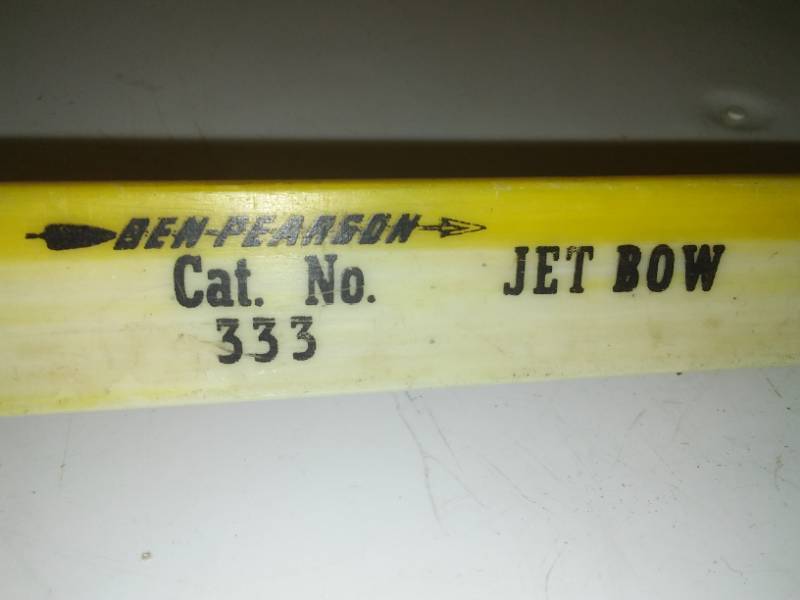 BEN-PEARSON
Cat. No.
333
JET BOW